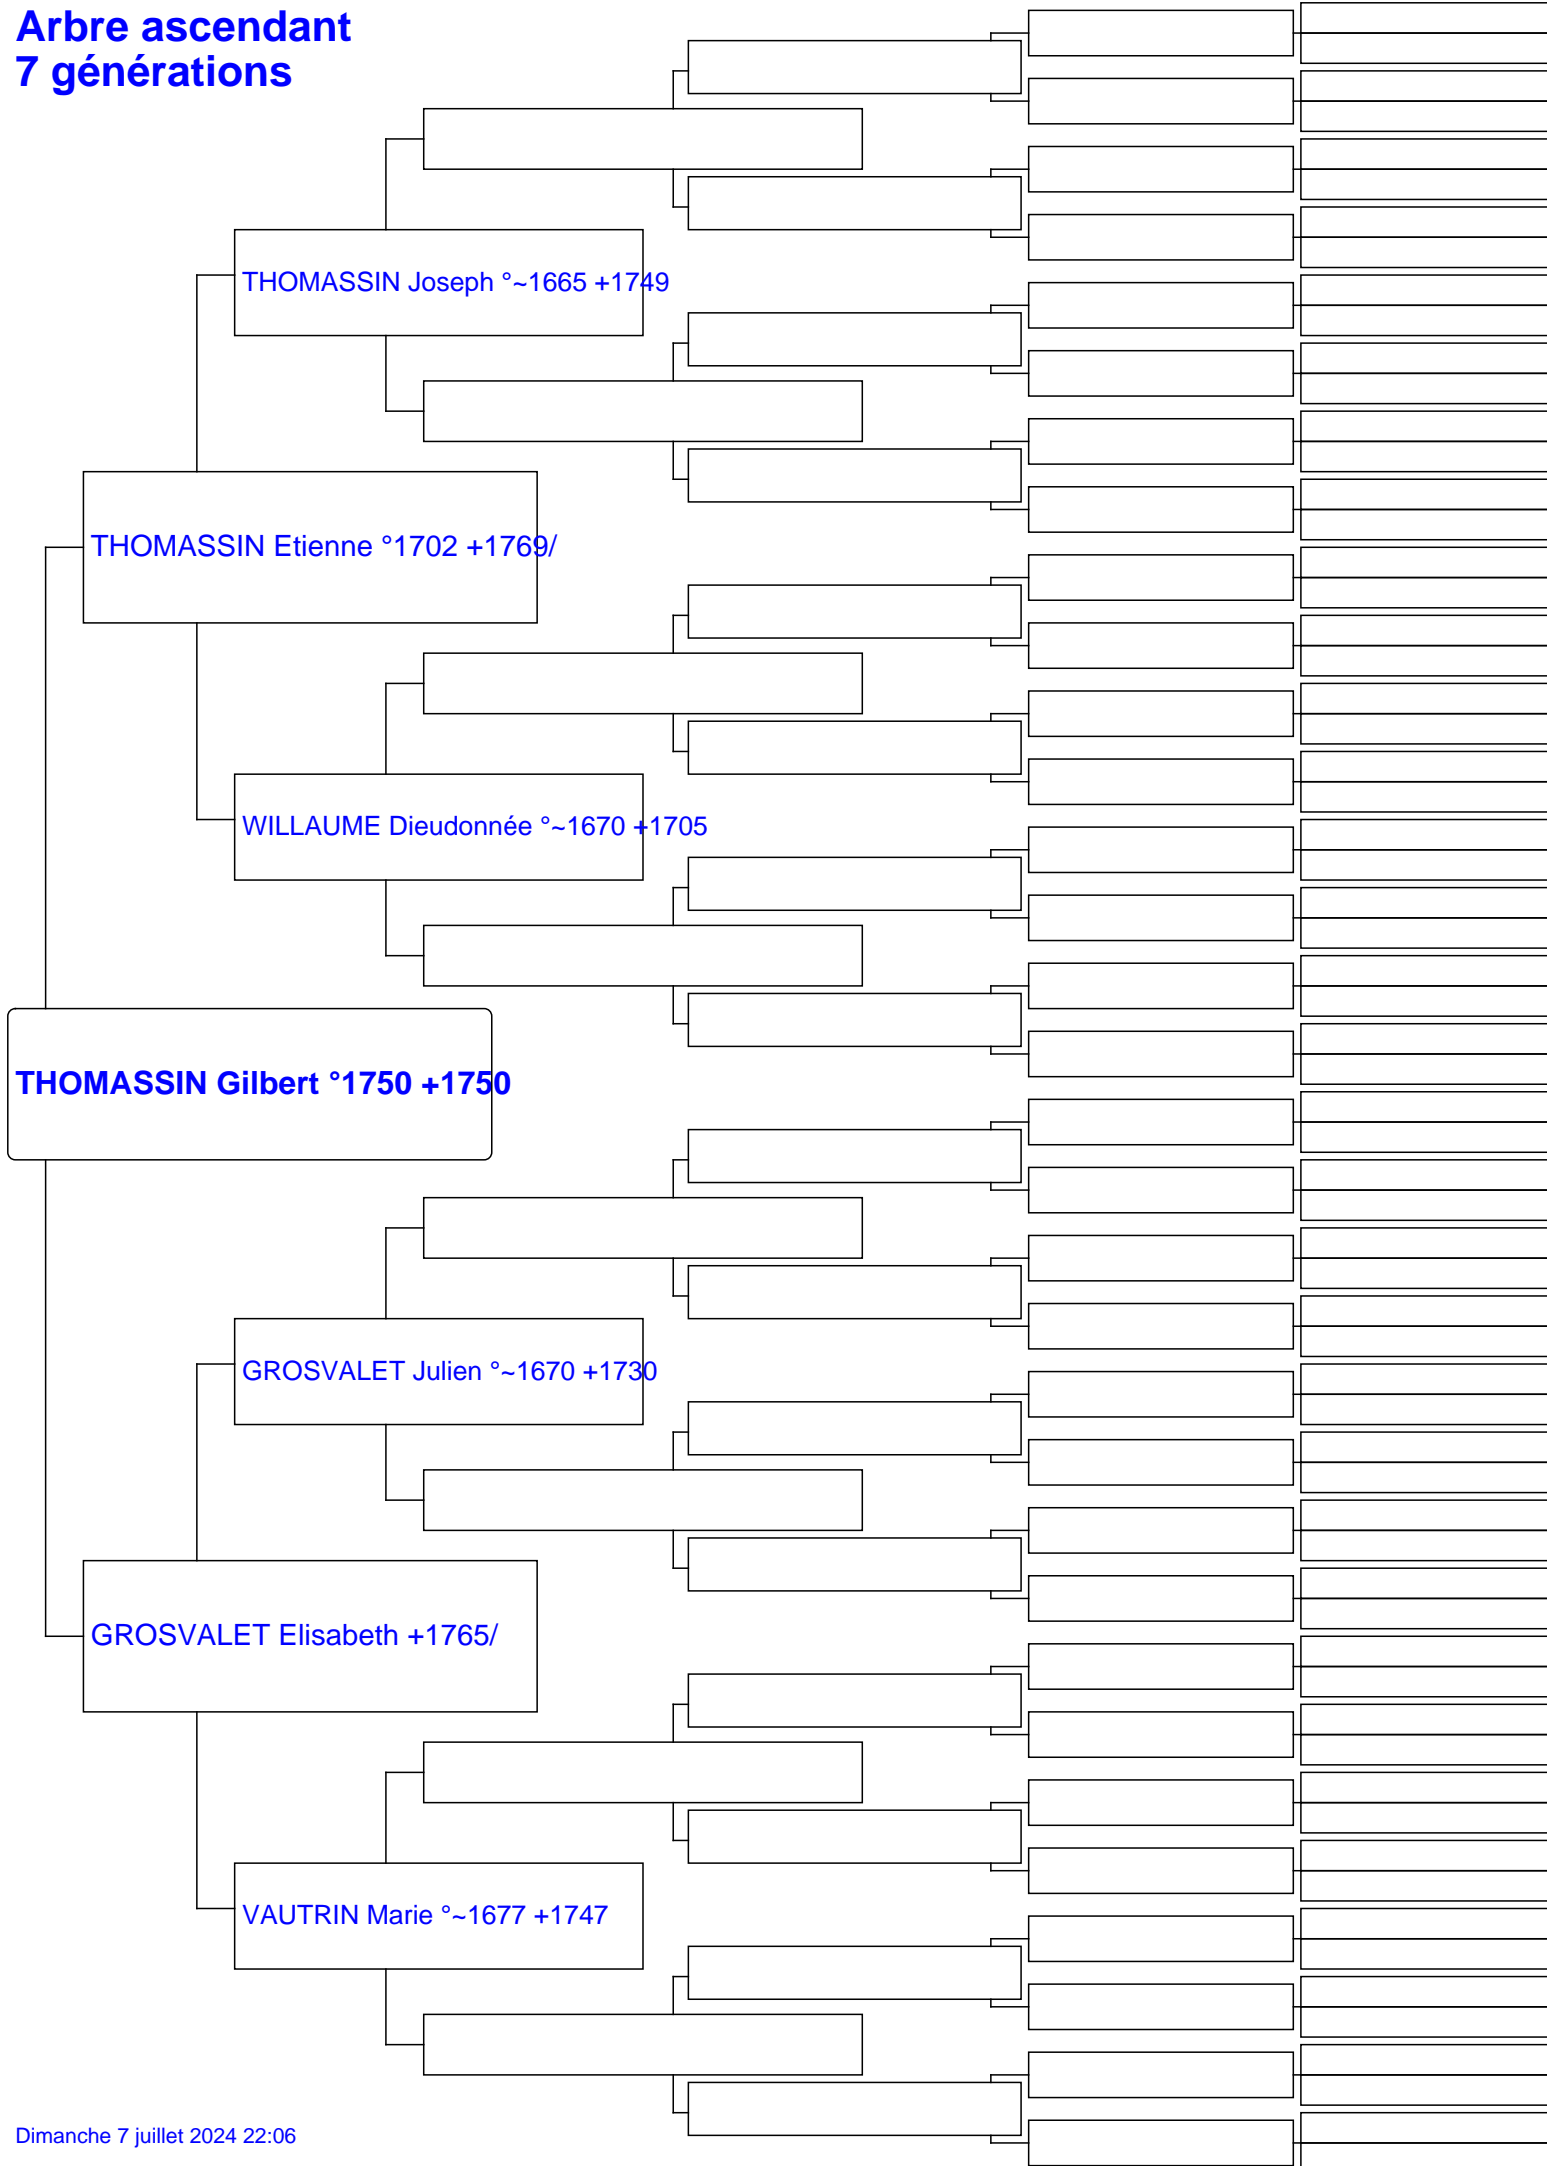 Arbre ascendant
7 générations
THOMASSIN Joseph °~1665 +1749
THOMASSIN Etienne °1702 +1769/
WILLAUME Dieudonnée °~1670 +1705
THOMASSIN Gilbert °1750 +1750
GROSVALET Julien °~1670 +1730
GROSVALET Elisabeth +1765/
VAUTRIN Marie °~1677 +1747
Dimanche 7 juillet 2024 22:06